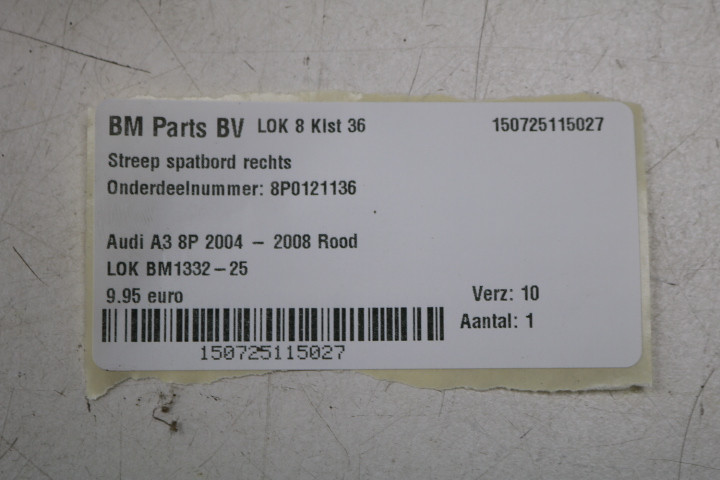 BM Parts BV LOK 8 Kist 36 150725115027
Streep spatbord rechts
Onderdeelnummer: 8P0121136
Audi A3 8P 2004 - 2008 Rood
LOK BM1332-25
9.95 euro Verz: 10
Aantal: 1
150725115027